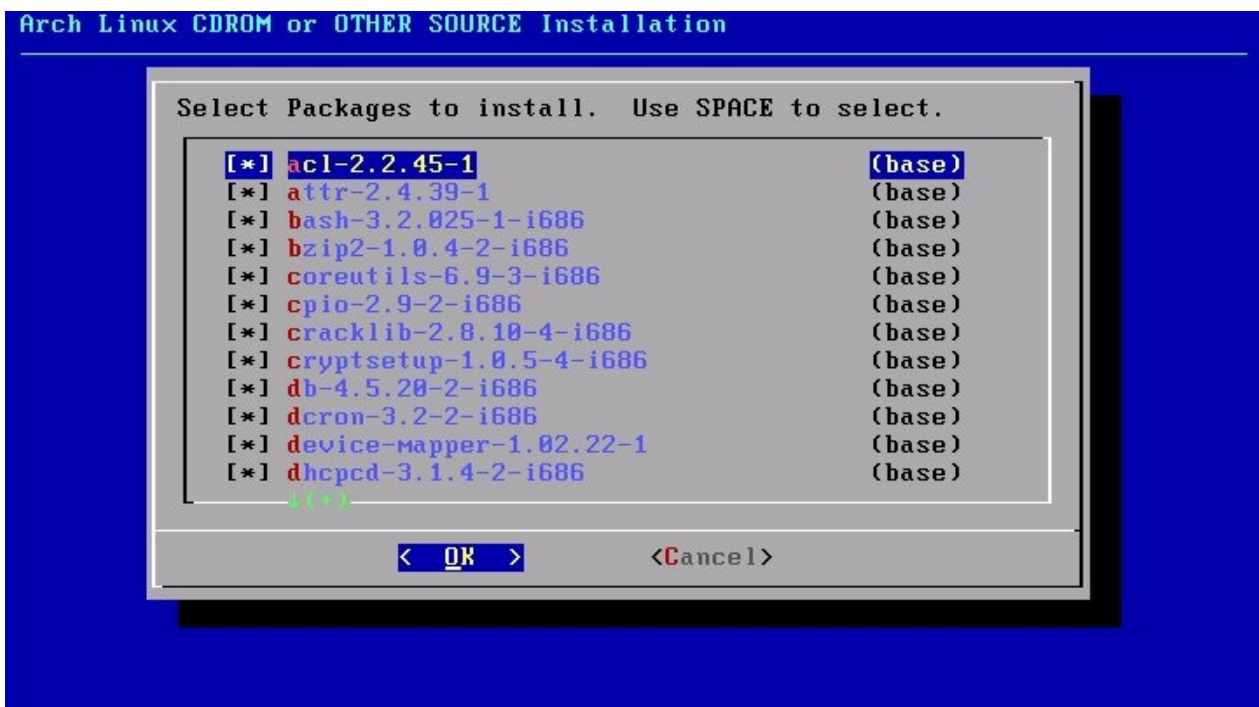 Arch Linux CDROM or OTHER SOURCE Installation
Select Packages to install.  Use SPACE to select.
[*] acl-2.2.45-1 (base)
[*] attr-2.4.39-1 (base)
[*] bash-3.2.025-1-i686 (base)
[*] bzip2-1.0.4-2-i686 (base)
[*] coreutils-6.9-3-i686 (base)
[*] cpio-2.9-2-i686 (base)
[*] cracklib-2.8.10-4-i686 (base)
[*] cryptsetup-1.0.5-4-i686 (base)
[*] db-4.5.20-2-i686 (base)
[*] dcron-3.2-2-i686 (base)
[*] device-mapper-1.02.22-1 (base)
[*] dhcpcd-3.1.4-2-i686 (base)
↓(+)
<  OK  > <Cancel>